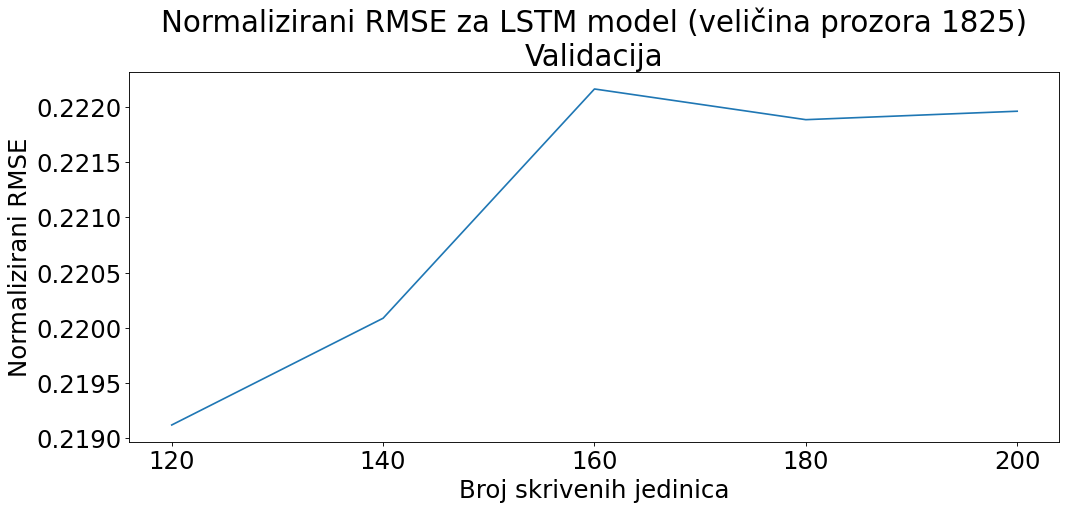 Normalizirani RMSE za LSTM model (veličina prozora 1825)
Validacija
Normalizirani RMSE
0.2220
0.2215
0.2210
0.2205
0.2200
0.2195
0.2190
120 140 160 180 200
Broj skrivenih jedinica